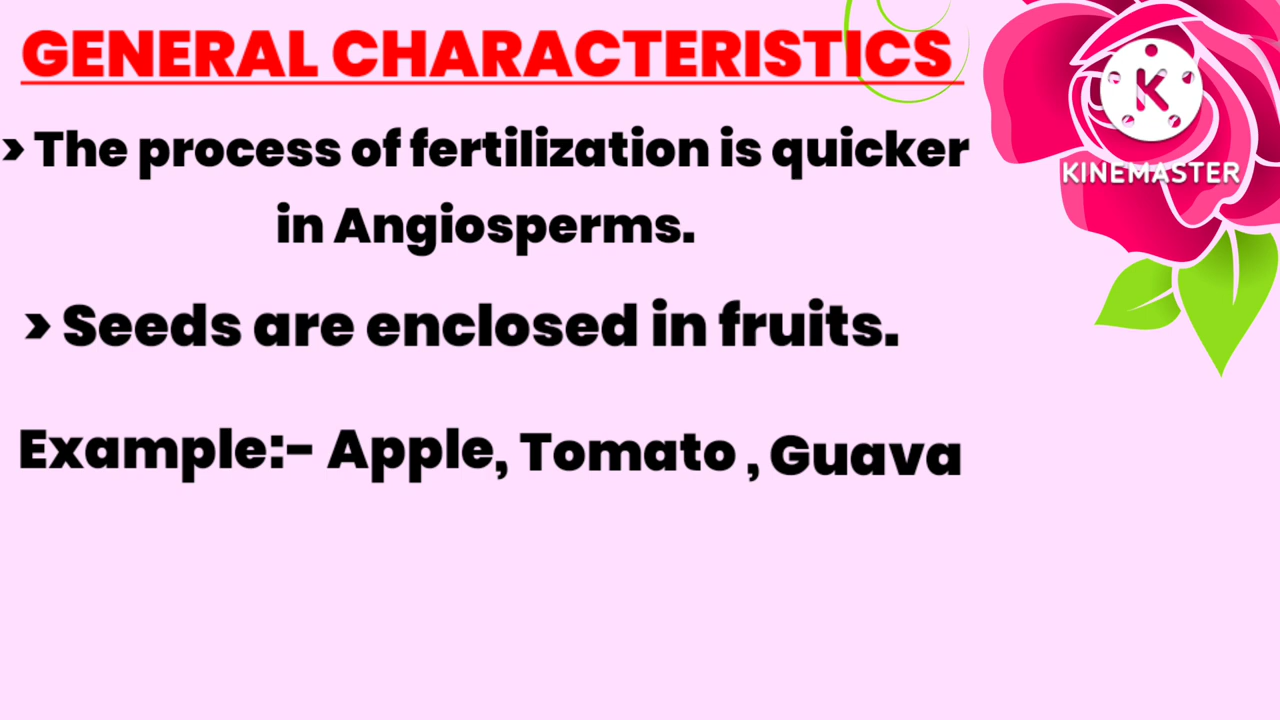 GENERAL CHARACTERISTICS
› The process of fertilization is quicker
in Angiosperms.
› Seeds are enclosed in fruits.
Example:- Apple, Tomato , Guava
K
KINEMASTER